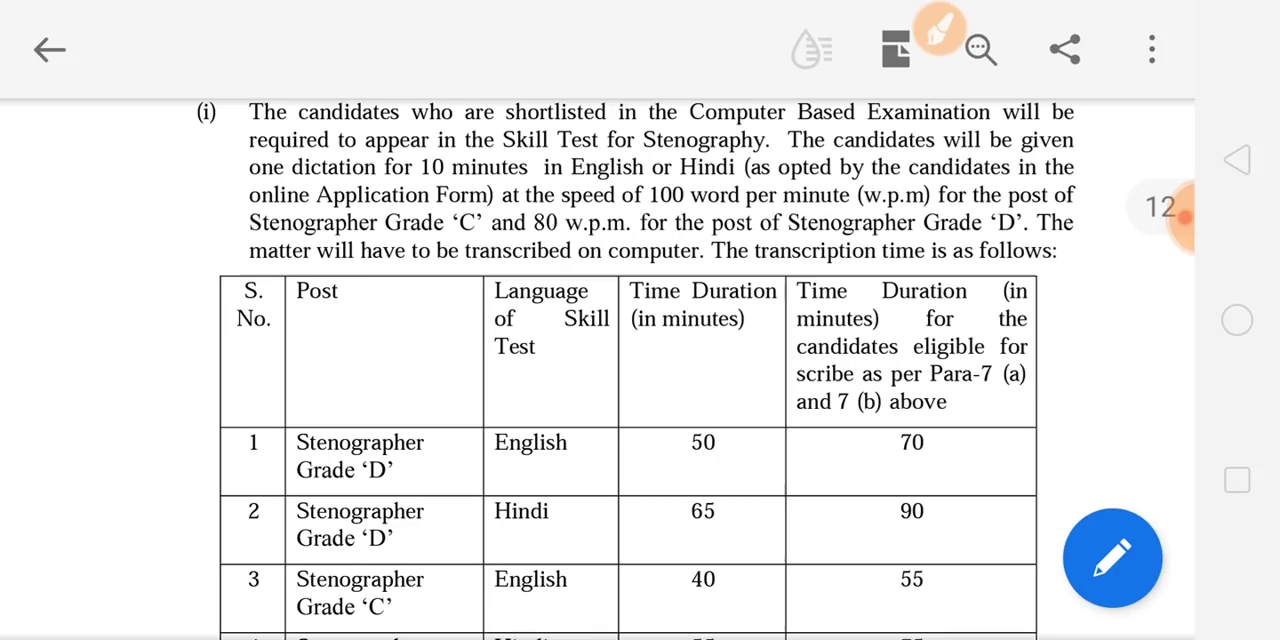 (i) The candidates who are shortlisted in the Computer Based Examination will be
required to appear in the Skill Test for Stenography. The candidates will be given
one dictation for 10 minutes in English or Hindi (as opted by the candidates in the
online Application Form) at the speed of 100 word per minute (w.p.m) for the post of
Stenographer Grade ‘C’ and 80 w.p.m. for the post of Stenographer Grade ‘D’. The
matter will have to be transcribed on computer. The transcription time is as follows:
12
S. No. Post Language of Skill Test Time Duration (in minutes) Time Duration (in minutes) for the candidates eligible for scribe as per Para-7 (a) and 7 (b) above
1 Stenographer Grade ‘D’ English 50 70
2 Stenographer Grade ‘D’ Hindi 65 90
3 Stenographer Grade ‘C’ English 40 55